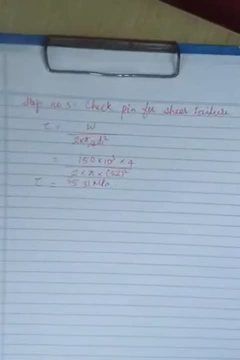 Step no 3: Check pin for shear failure
τ = W / 2×π/4 d²
= 150×10³ × 4 / 2×π×(52)²
τ = 35.31 MPa